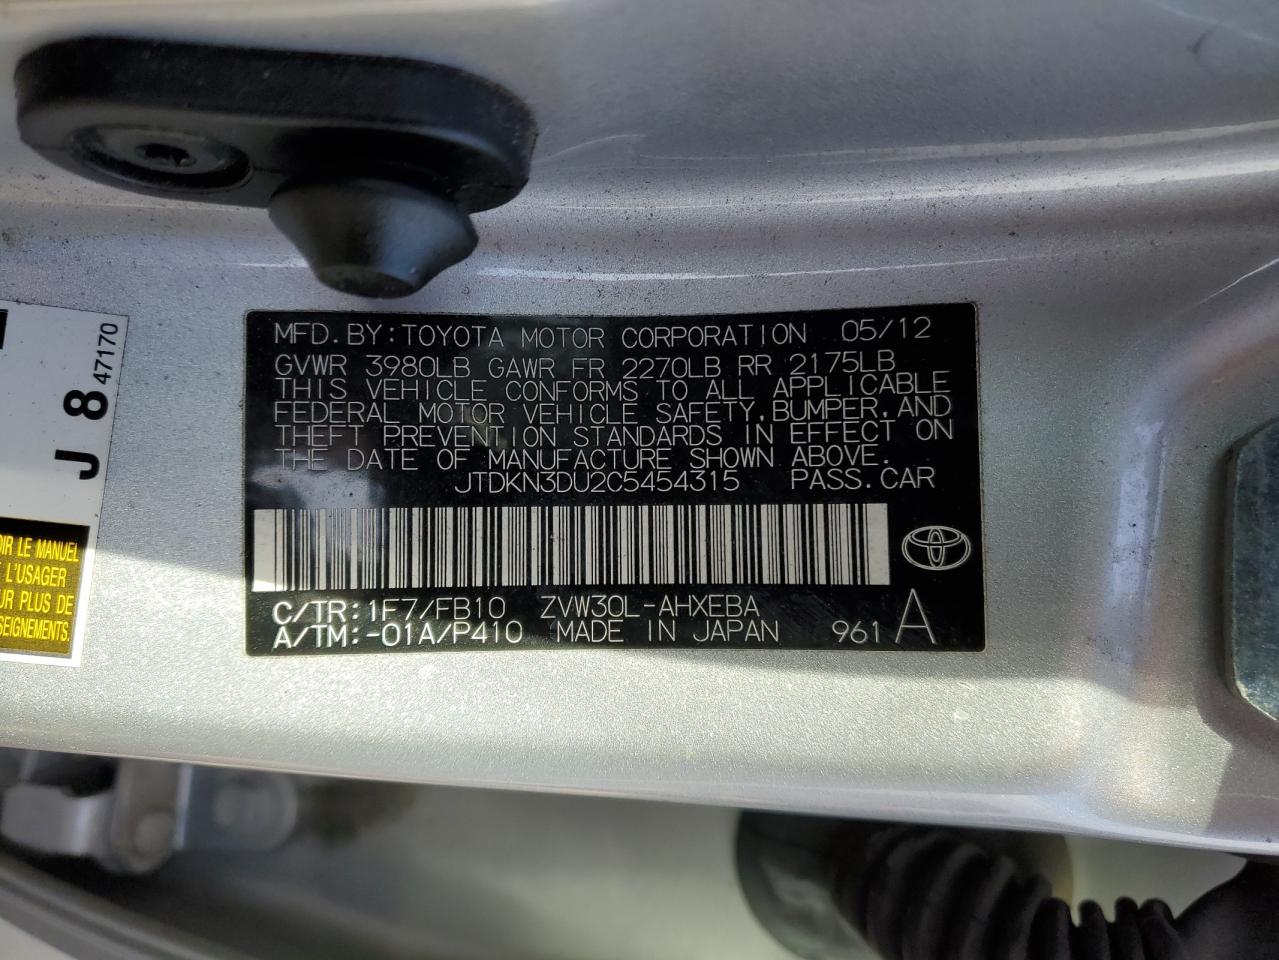 MFD.BY:TOYOTA MOTOR CORPORATION 05/12
GVWR 3980LB GAWR FR 2270LB RR 2175LB
THIS VEHICLE CONFORMS TO ALL APPLICABLE
FEDERAL MOTOR VEHICLE SAFETY,BUMPER,AND
THEFT PREVENTION STANDARDS IN EFFECT ON
THE DATE OF MANUFACTURE SHOWN ABOVE.
JTDKN3DU2C5454315 PASS.CAR
C/TR:1F7/FB10 ZVW30L-AHXEBA
A/TM:-01A/P410 MADE IN JAPAN 961 A
J 8 47170
OIR LE MANUEL
L'USAGER
UR PLUS DE
SEIGNEMENTS.